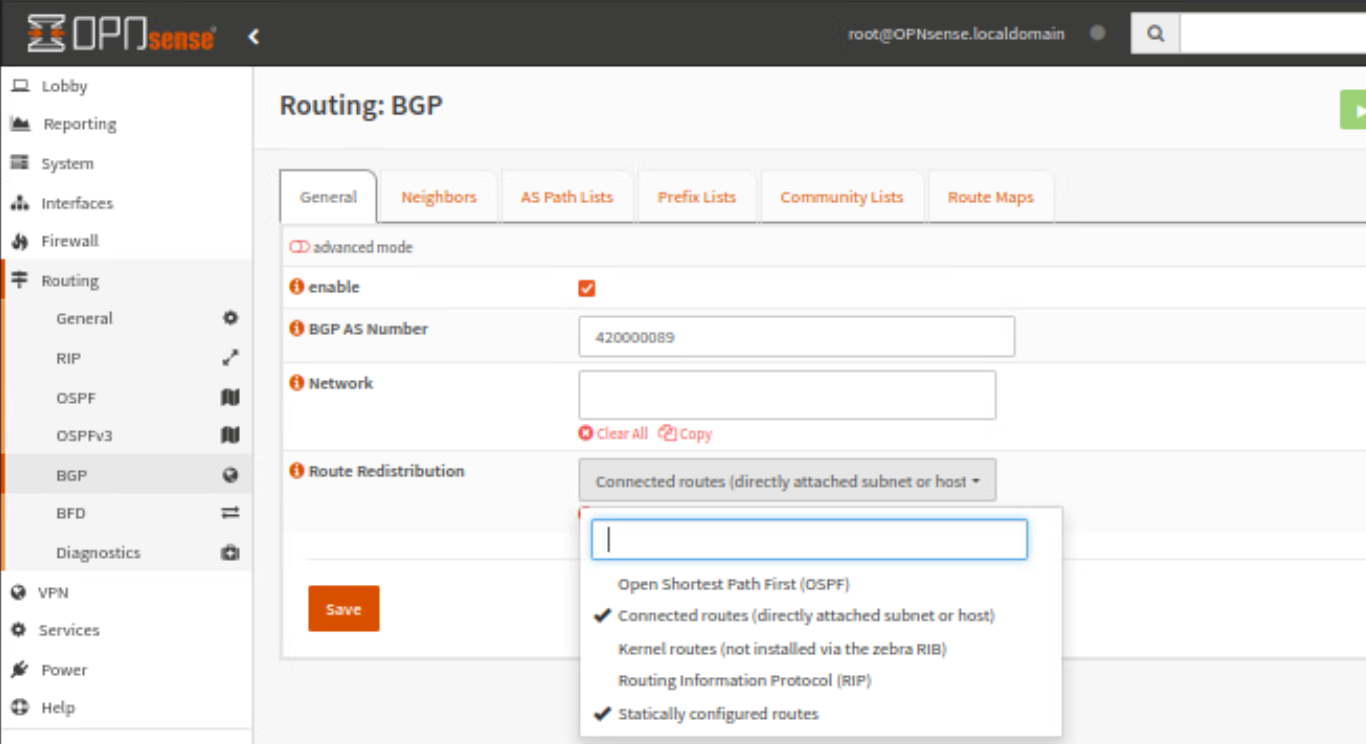 OPNsense
root@OPNsense.localdomain
Lobby
Reporting
System
Interfaces
Firewall
Routing
General
RIP
OSPF
OSPFv3
BGP
BFD
Diagnostics
VPN
Services
Power
Help
Routing: BGP
General
Neighbors
AS Path Lists
Prefix Lists
Community Lists
Route Maps
advanced mode
enable
BGP AS Number
420000089
Network
Clear All
Copy
Route Redistribution
Connected routes (directly attached subnet or host
Open Shortest Path First (OSPF)
Connected routes (directly attached subnet or host)
Kernel routes (not installed via the zebra RIB)
Routing Information Protocol (RIP)
Statically configured routes
Save